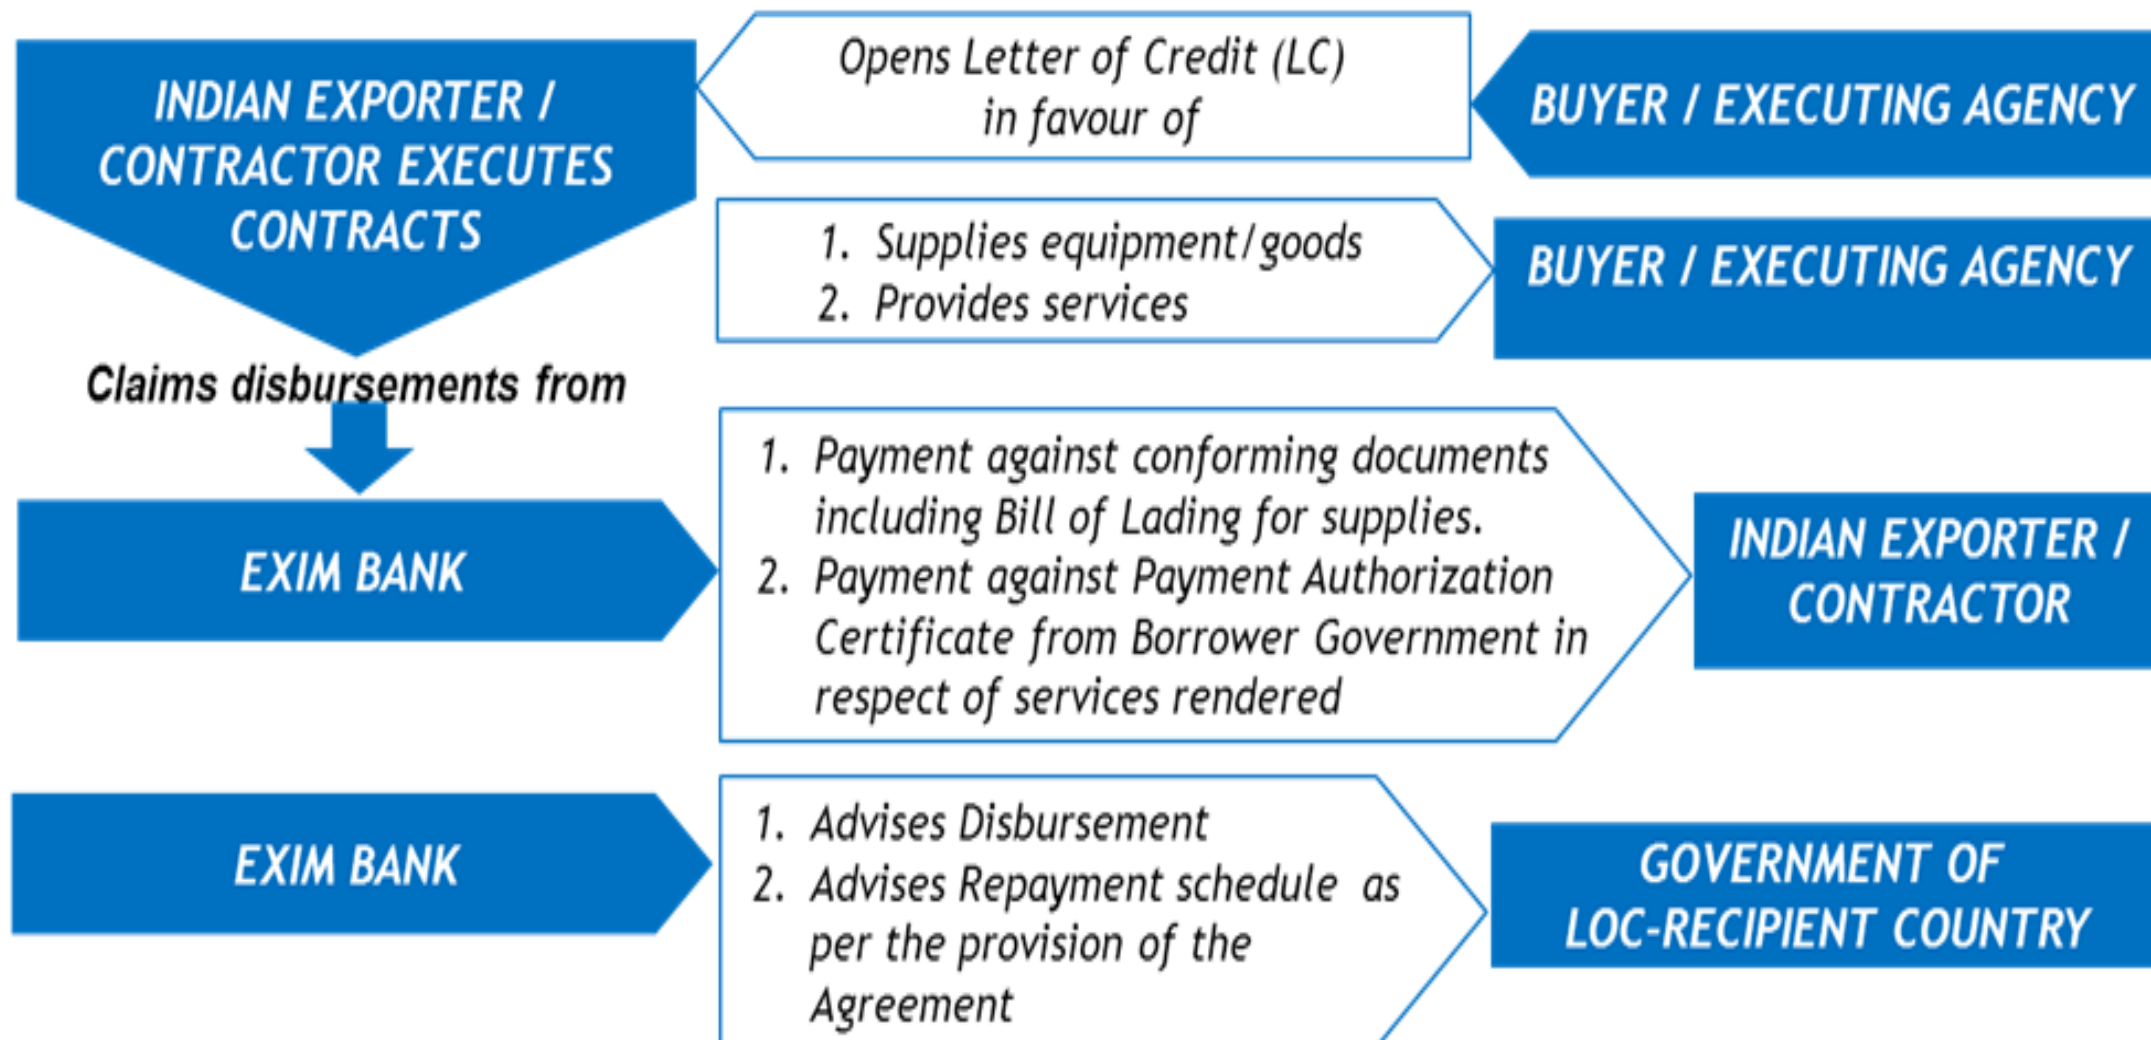 INDIAN EXPORTER /
CONTRACTOR EXECUTES
CONTRACTS
Opens Letter of Credit (LC)
in favour of
BUYER / EXECUTING AGENCY
1. Supplies equipment/goods
2. Provides services
BUYER / EXECUTING AGENCY
Claims disbursements from
EXIM BANK
1. Payment against conforming documents
including Bill of Lading for supplies.
2. Payment against Payment Authorization
Certificate from Borrower Government in
respect of services rendered
INDIAN EXPORTER /
CONTRACTOR
EXIM BANK
1. Advises Disbursement
2. Advises Repayment schedule as
per the provision of the
Agreement
GOVERNMENT OF
LOC-RECIPIENT COUNTRY